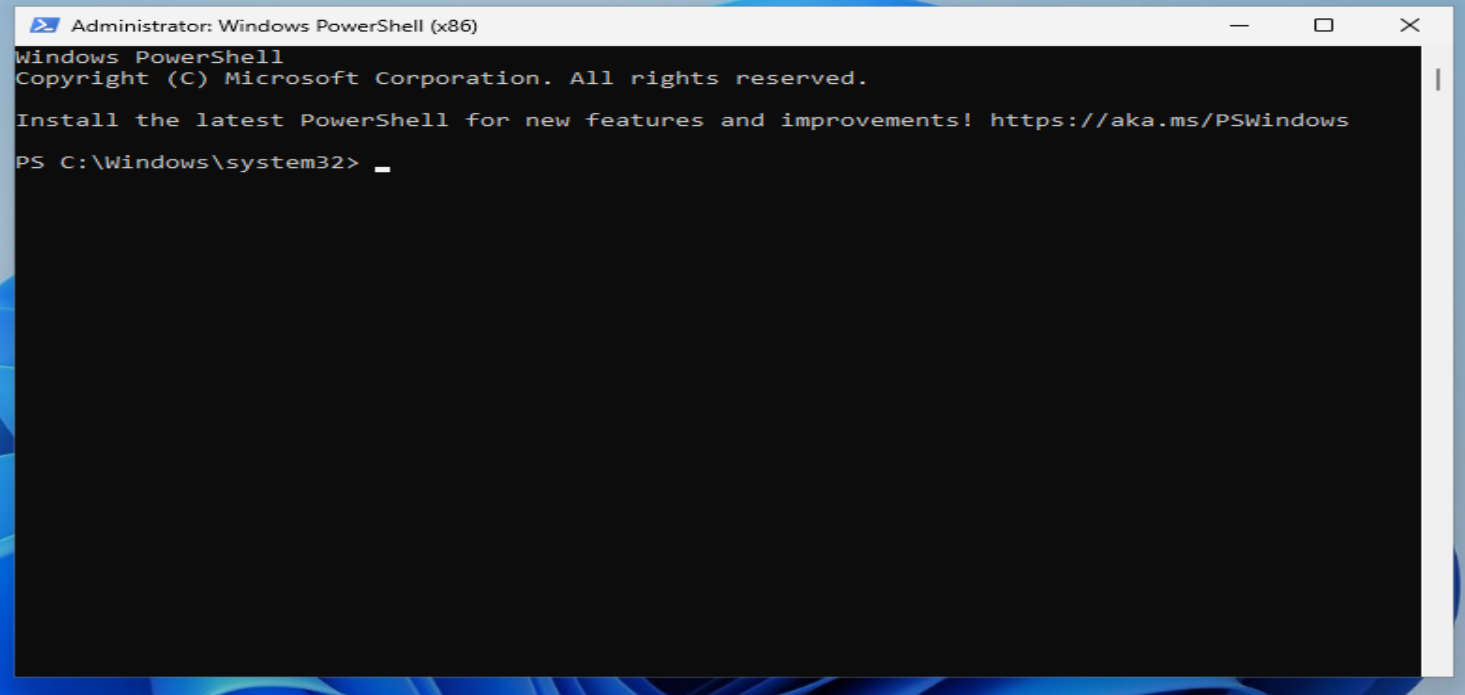 Administrator: Windows PowerShell (x86)
Windows PowerShell
Copyright (C) Microsoft Corporation. All rights reserved.
Install the latest PowerShell for new features and improvements! https://aka.ms/PSWindows
PS C:\Windows\system32>